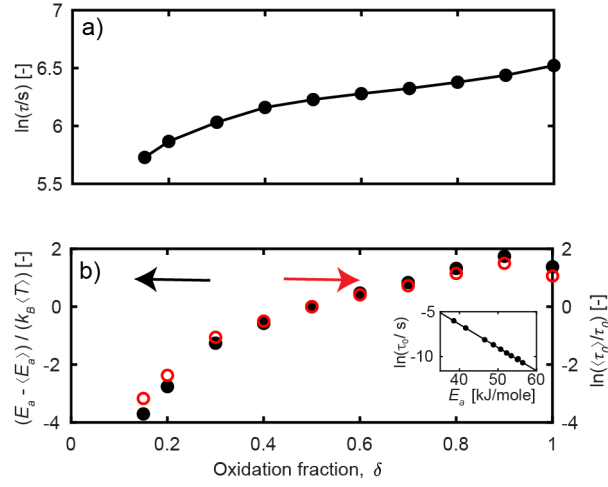 a)
7
6.5
6
5.5
ln(τ/s) [-]
b)
2
0
-2
-4
(E_a - ⟨E_a⟩) / (k_B ⟨T⟩) [-]
2
0
-2
-4
ln(⟨τ_0⟩/τ_0) [-]
-5
-10
ln(τ_0/ s)
40 50 60
E_a [kJ/mole]
0 0.2 0.4 0.6 0.8 1
Oxidation fraction, δ